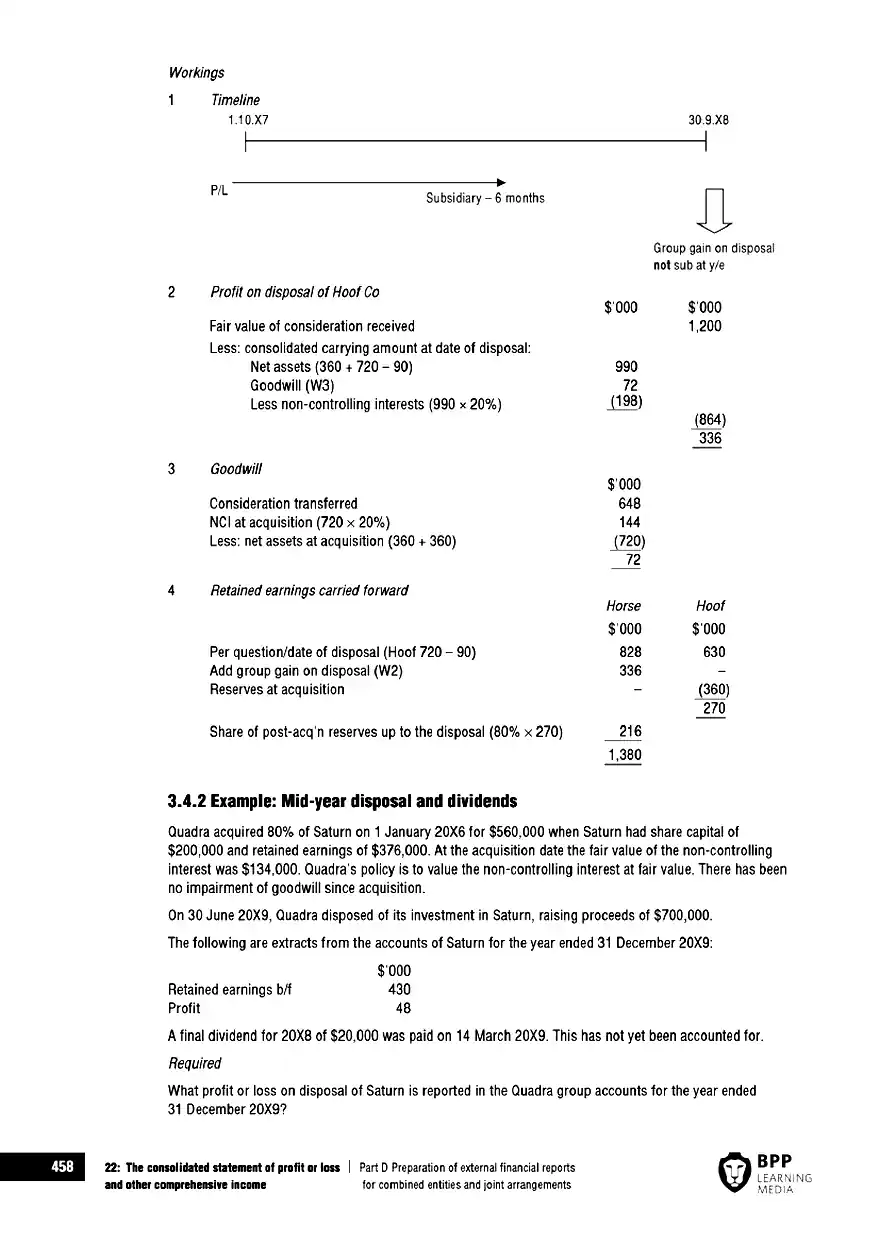 Workings
1 Timeline
1.10.X7 30.9.X8
P/L
Subsidiary – 6 months
Group gain on disposal
not sub at y/e
2 Profit on disposal of Hoof Co
$'000 $'000
Fair value of consideration received 1,200
Less: consolidated carrying amount at date of disposal:
Net assets (360 + 720 – 90) 990
Goodwill (W3) 72
Less non-controlling interests (990 × 20%) (198)
(864)
336
3 Goodwill
$'000
Consideration transferred 648
NCI at acquisition (720 × 20%) 144
Less: net assets at acquisition (360 + 360) (720)
72
4 Retained earnings carried forward
Horse Hoof
$'000 $'000
Per question/date of disposal (Hoof 720 – 90) 828 630
Add group gain on disposal (W2) 336 –
Reserves at acquisition – (360)
270
Share of post-acq'n reserves up to the disposal (80% × 270) 216
1,380
3.4.2 Example: Mid-year disposal and dividends
Quadra acquired 80% of Saturn on 1 January 20X6 for $560,000 when Saturn had share capital of
$200,000 and retained earnings of $376,000. At the acquisition date the fair value of the non-controlling
interest was $134,000. Quadra's policy is to value the non-controlling interest at fair value. There has been
no impairment of goodwill since acquisition.
On 30 June 20X9, Quadra disposed of its investment in Saturn, raising proceeds of $700,000.
The following are extracts from the accounts of Saturn for the year ended 31 December 20X9:
$'000
Retained earnings b/f 430
Profit 48
A final dividend for 20X8 of $20,000 was paid on 14 March 20X9. This has not yet been accounted for.
Required
What profit or loss on disposal of Saturn is reported in the Quadra group accounts for the year ended
31 December 20X9?
458 22: The consolidated statement of profit or loss | Part D Preparation of external financial reports
and other comprehensive income for combined entities and joint arrangements
BPP
LEARNING
MEDIA